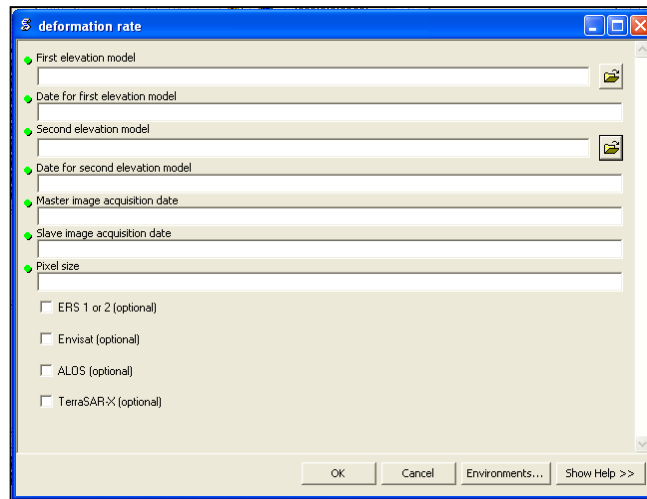 deformation rate
First elevation model
Date for first elevation model
Second elevation model
Date for second elevation model
Master image acquisition date
Slave image acquisition date
Pixel size
ERS 1 or 2 (optional)
Envisat (optional)
ALOS (optional)
TerraSAR-X (optional)
OK Cancel Environments... Show Help >>